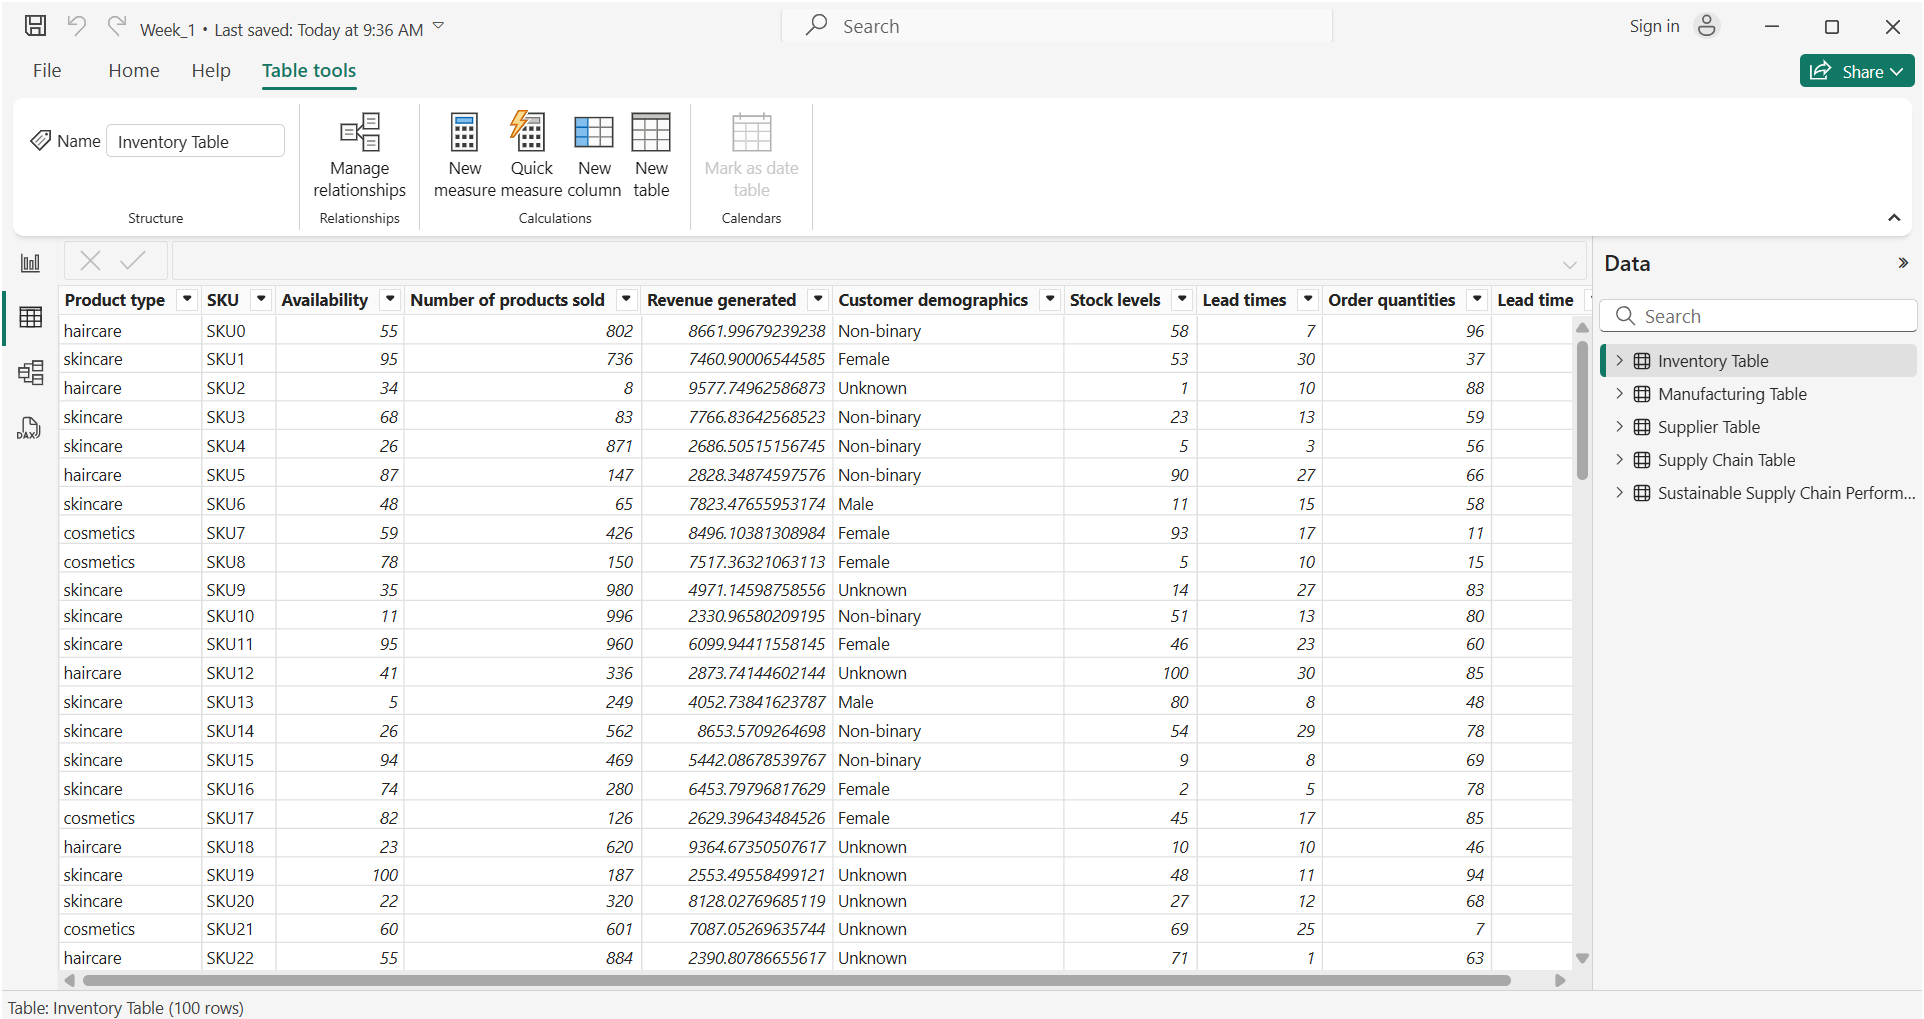 Week_1 • Last saved: Today at 9:36 AM
Search
Sign in
File Home Help Table tools
Share
Name Inventory Table
Structure
Manage relationships
Relationships
New measure
Quick measure
New column
New table
Calculations
Mark as date table
Calendars
Product type SKU Availability Number of products sold Revenue generated Customer demographics Stock levels Lead times Order quantities Lead time
haircare SKU0 55 802 8661.99679239238 Non-binary 58 7 96
skincare SKU1 95 736 7460.90006544585 Female 53 30 37
haircare SKU2 34 8 9577.74962586873 Unknown 1 10 88
skincare SKU3 68 83 7766.83642568523 Non-binary 23 13 59
skincare SKU4 26 871 2686.50515156745 Non-binary 5 3 56
haircare SKU5 87 147 2828.34874597576 Non-binary 90 27 66
skincare SKU6 48 65 7823.47655953174 Male 11 15 58
cosmetics SKU7 59 426 8496.10381308984 Female 93 17 11
cosmetics SKU8 78 150 7517.36321063113 Female 5 10 15
skincare SKU9 35 980 4971.14598758556 Unknown 14 27 83
skincare SKU10 11 996 2330.96580209195 Non-binary 51 13 80
skincare SKU11 95 960 6099.94411558145 Female 46 23 60
haircare SKU12 41 336 2873.74144602144 Unknown 100 30 85
skincare SKU13 5 249 4052.73841623787 Male 80 8 48
skincare SKU14 26 562 8653.5709264698 Non-binary 54 29 78
skincare SKU15 94 469 5442.08678539767 Non-binary 9 8 69
skincare SKU16 74 280 6453.79796817629 Female 2 5 78
cosmetics SKU17 82 126 2629.39643484526 Female 45 17 85
haircare SKU18 23 620 9364.67350507617 Unknown 10 10 46
skincare SKU19 100 187 2553.49558499121 Unknown 48 11 94
skincare SKU20 22 320 8128.02769685119 Unknown 27 12 68
cosmetics SKU21 60 601 7087.05269635744 Unknown 69 25 7
haircare SKU22 55 884 2390.80786655617 Unknown 71 1 63
DAX
Data
Search
Inventory Table
Manufacturing Table
Supplier Table
Supply Chain Table
Sustainable Supply Chain Perform...
Table: Inventory Table (100 rows)